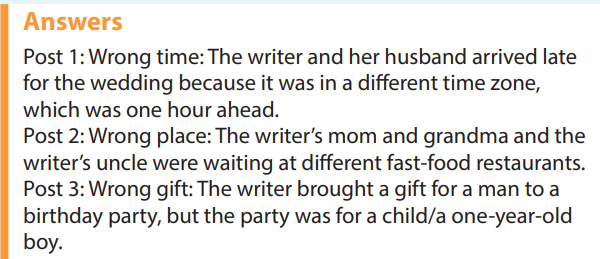 Answers
Post 1: Wrong time: The writer and her husband arrived late
for the wedding because it was in a different time zone,
which was one hour ahead.
Post 2: Wrong place: The writer’s mom and grandma and the
writer’s uncle were waiting at different fast-food restaurants.
Post 3: Wrong gift: The writer brought a gift for a man to a
birthday party, but the party was for a child/a one-year-old
boy.